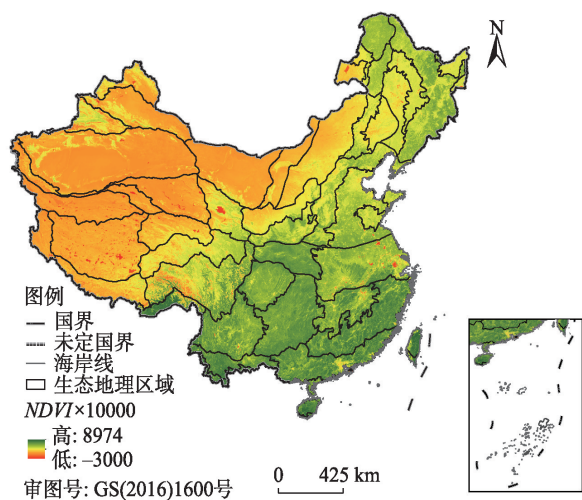 N
图例
国界
未定国界
海岸线
生态地理区域
NDVI×10000
高: 8974
低: –3000
审图号: GS(2016)1600号
0 425 km